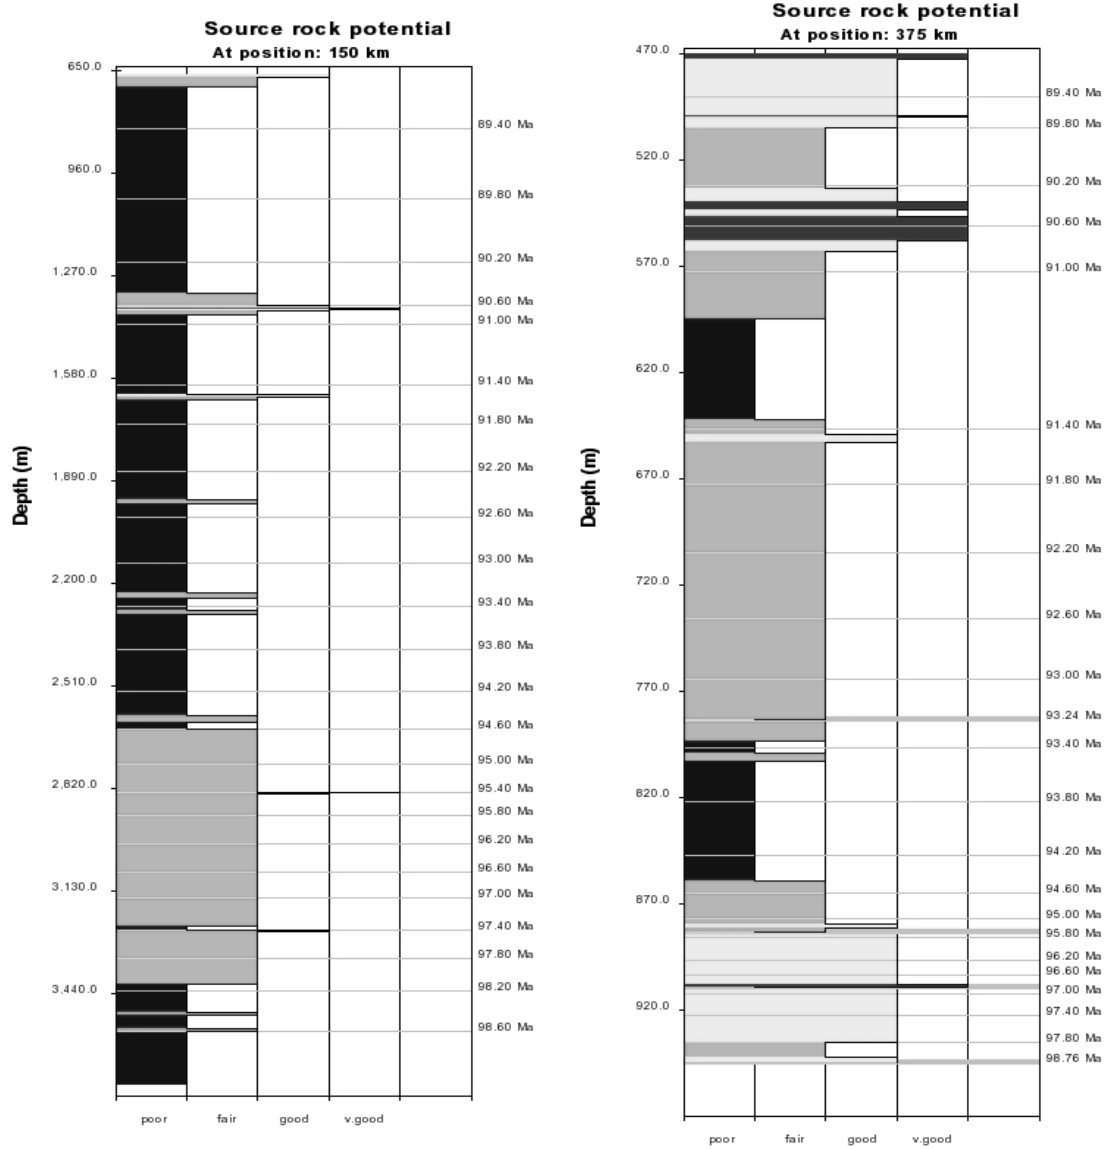 Source rock potential
At position: 150 km
650.0
960.0
1,270.0
1,580.0
1,890.0
2,200.0
2,510.0
2,820.0
3,130.0
3,440.0
Depth (m)
89.40 Ma
89.80 Ma
90.20 Ma
90.60 Ma
91.00 Ma
91.40 Ma
91.80 Ma
92.20 Ma
92.60 Ma
93.00 Ma
93.40 Ma
93.80 Ma
94.20 Ma
94.60 Ma
95.00 Ma
95.40 Ma
95.80 Ma
96.20 Ma
96.60 Ma
97.00 Ma
97.40 Ma
97.80 Ma
98.20 Ma
98.60 Ma
poor fair good v.good
Source rock potential
At position: 375 km
470.0
520.0
570.0
620.0
670.0
720.0
770.0
820.0
870.0
920.0
Depth (m)
89.40 Ma
89.80 Ma
90.20 Ma
90.60 Ma
91.00 Ma
91.40 Ma
91.80 Ma
92.20 Ma
92.60 Ma
93.00 Ma
93.24 Ma
93.40 Ma
93.80 Ma
94.20 Ma
94.60 Ma
95.00 Ma
95.80 Ma
96.20 Ma
96.60 Ma
97.00 Ma
97.40 Ma
97.80 Ma
98.76 Ma
poor fair good v.good